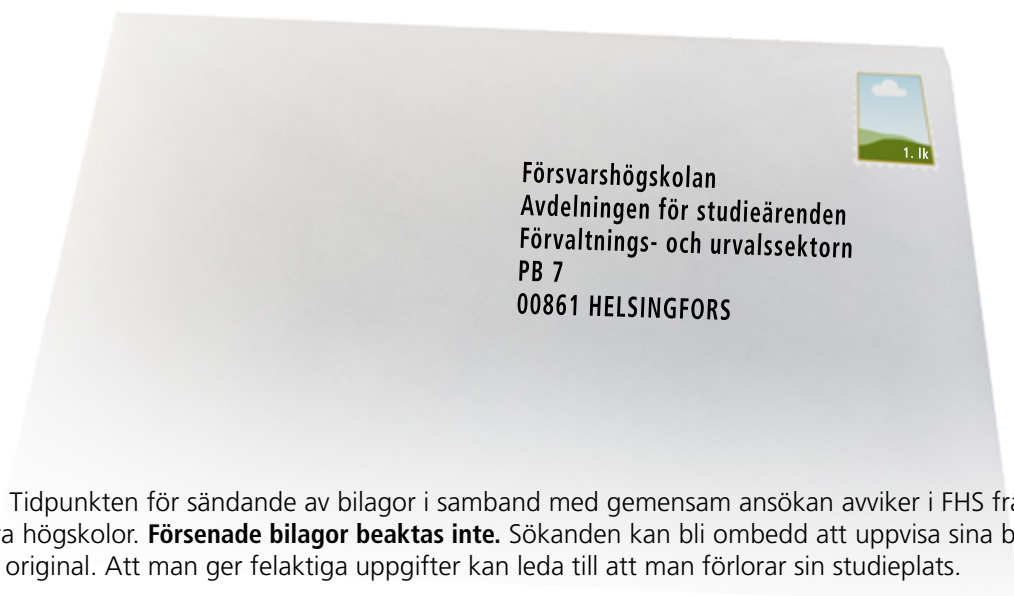 1. lk
Försvarshögskolan
Avdelningen för studieärenden
Förvaltnings- och urvalssektorn
PB 7
00861 HELSINGFORS
Tidpunkten för sändande av bilagor i samband med gemensam ansökan avviker i FHS
högskolor. Försenade bilagor beaktas inte. Sökanden kan bli ombedd att uppvisa sina
original. Att man ger felaktiga uppgifter kan leda till att man förlorar sin studieplats.